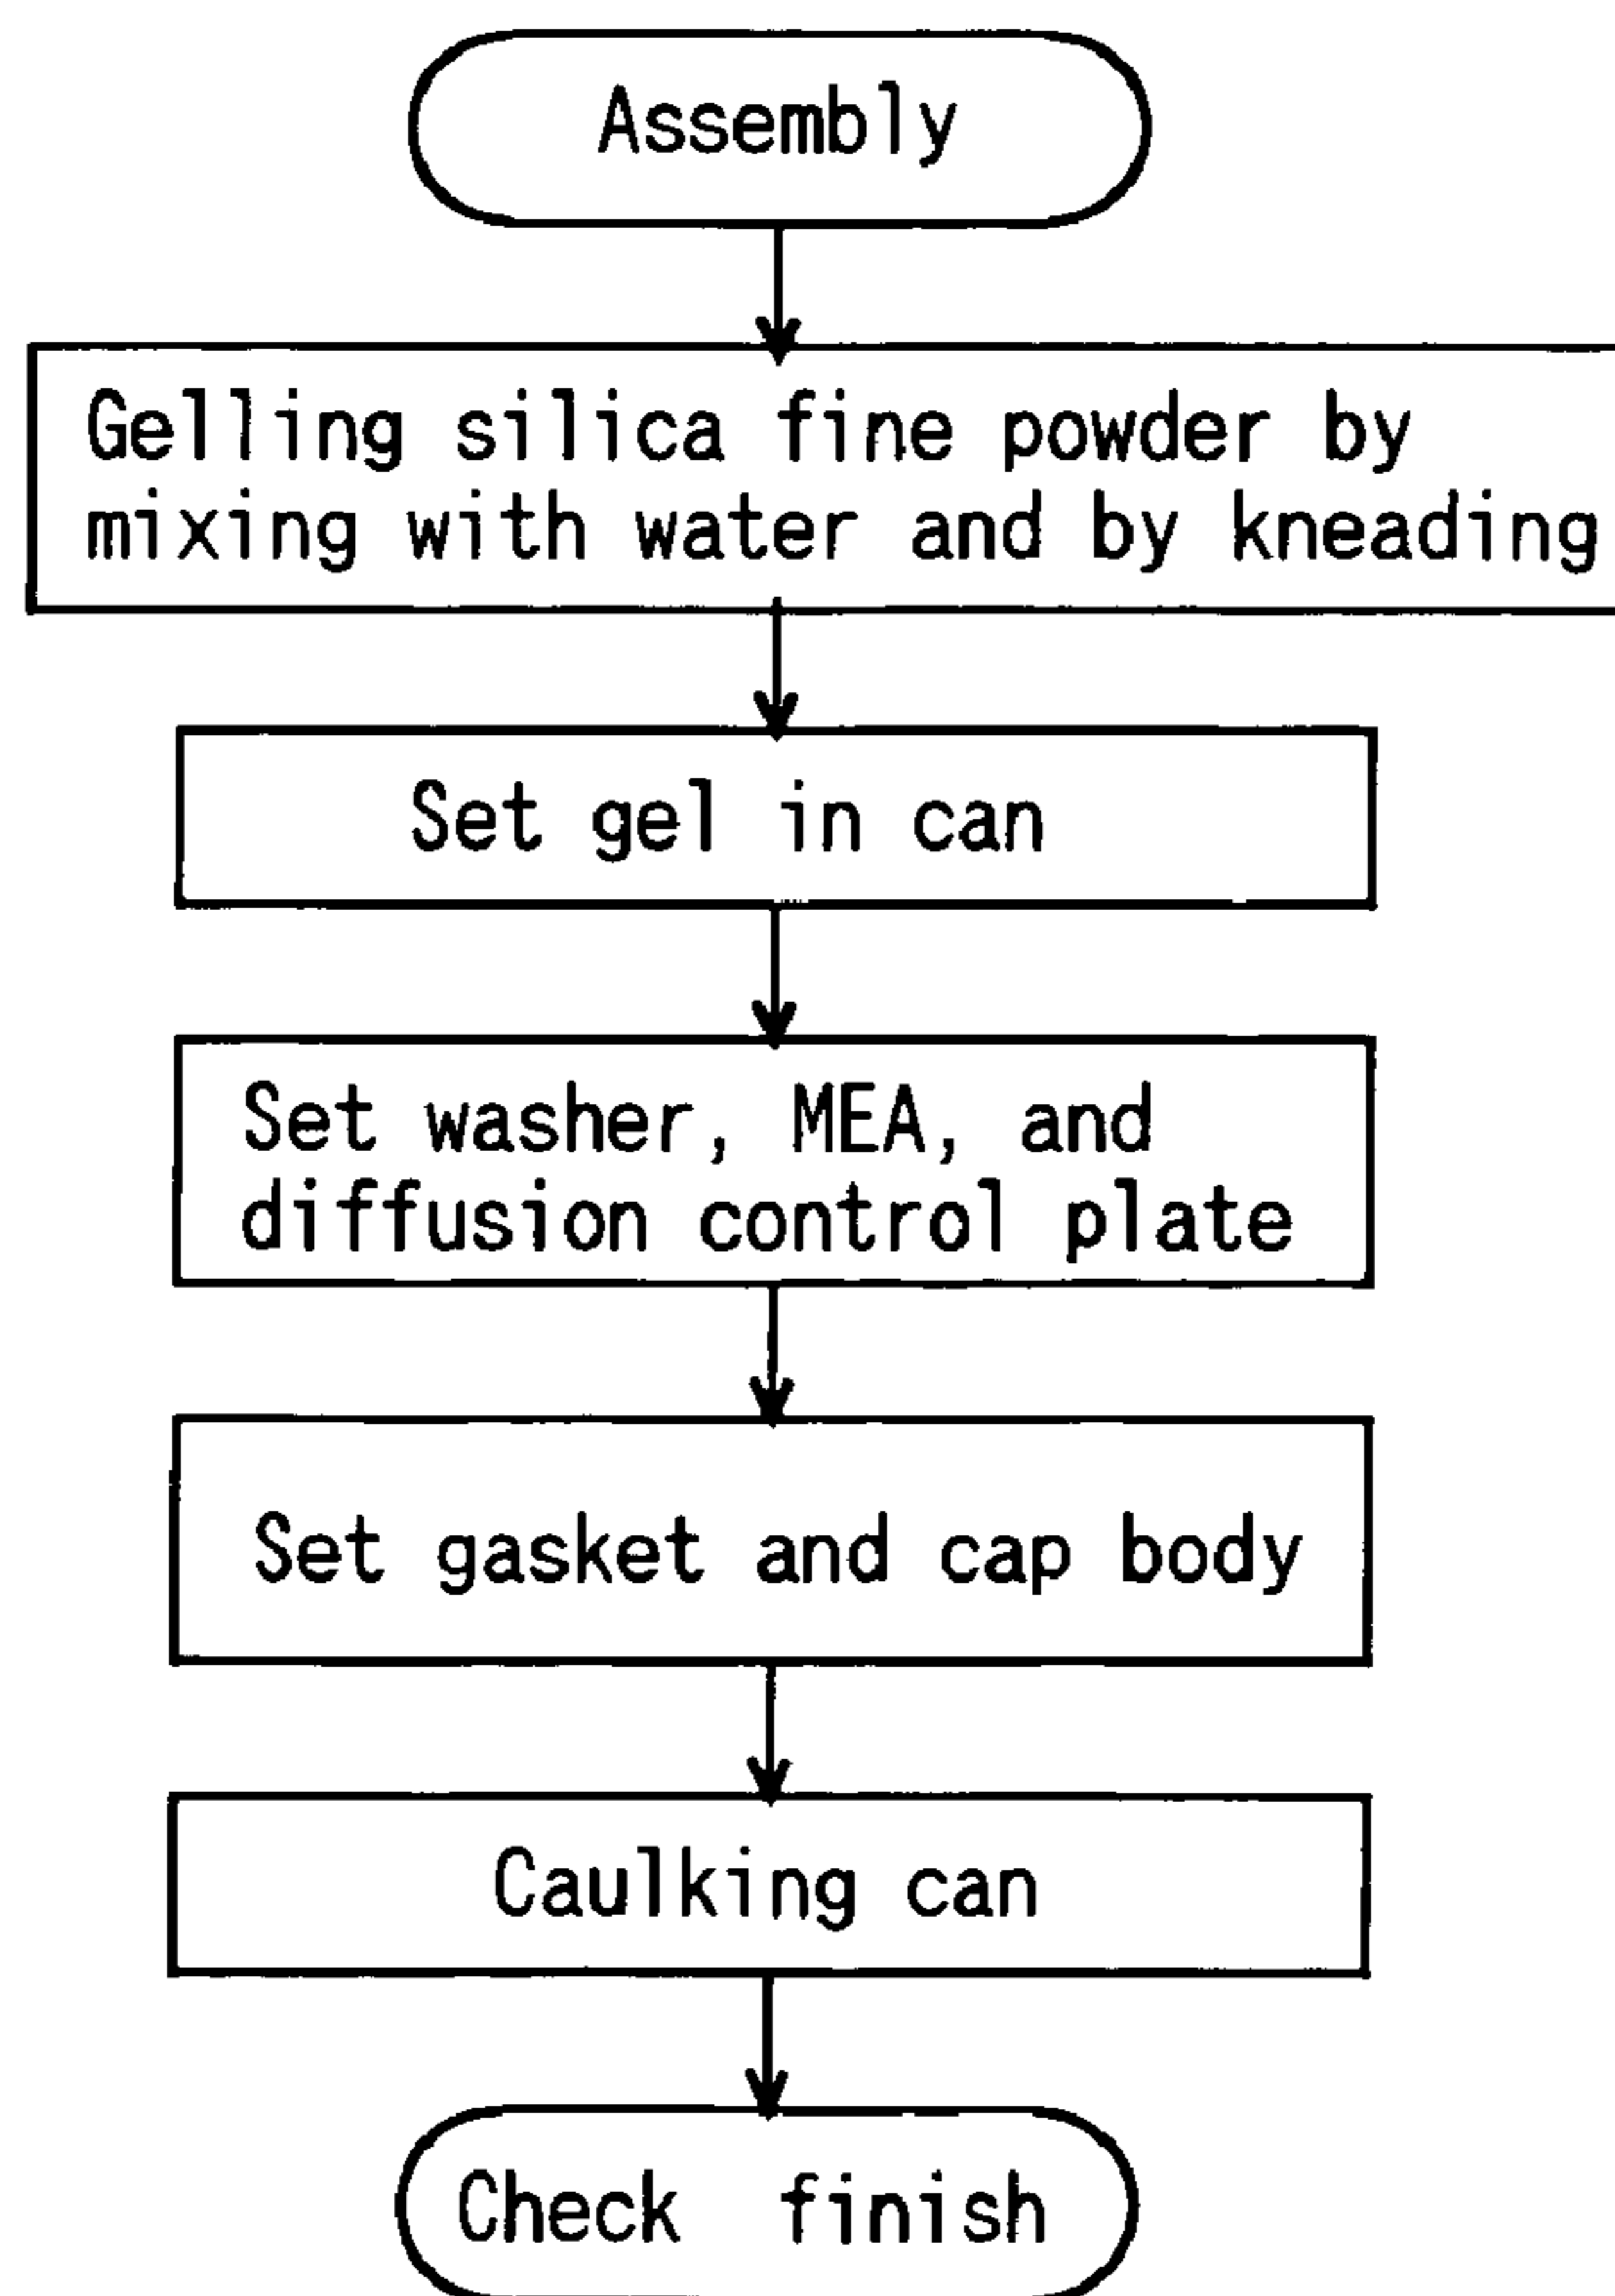 Assembly
Gelling silica fine powder by
mixing with water and by kneading
Set gel in can
Set washer, MEA, and
diffusion control plate
Set gasket and cap body
Caulking can
Check finish